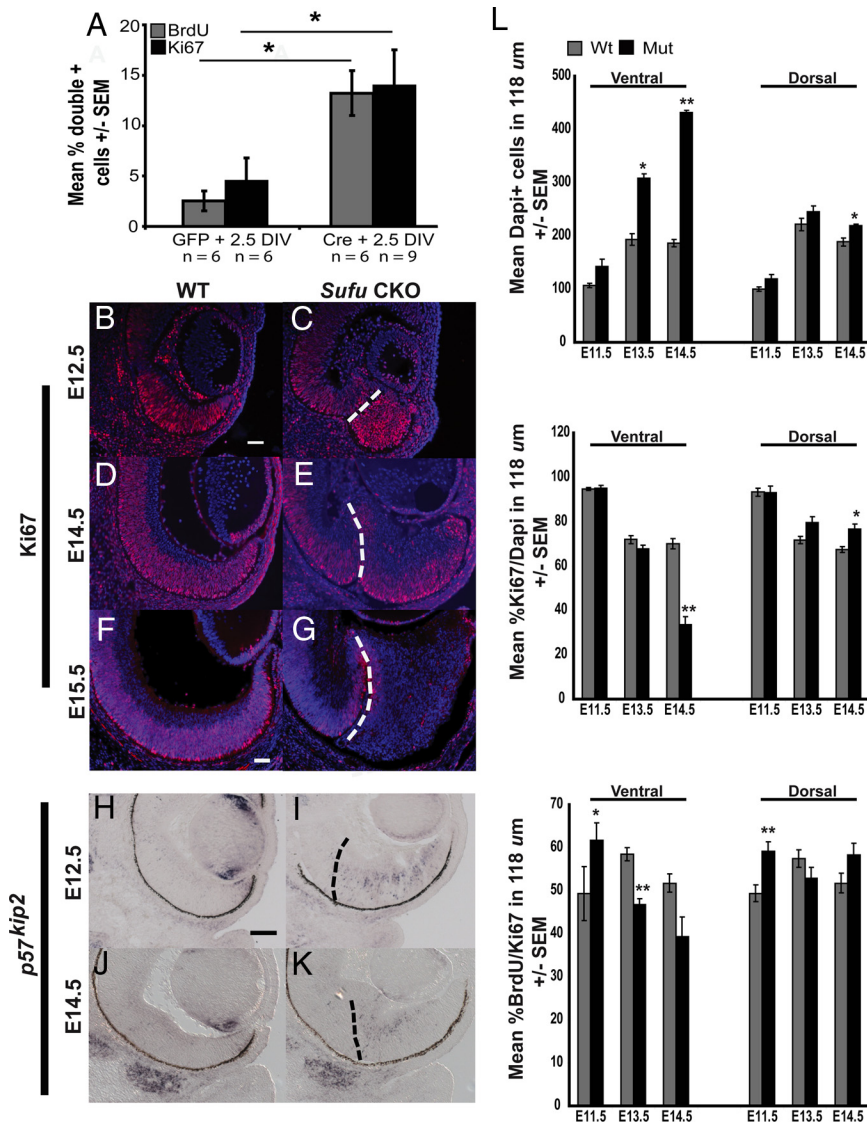 A
BrdU
Ki67
*
*
20
15
10
5
0
Mean % double +
cells +/- SEM
GFP + 2.5 DIV
n = 6 n = 6
Cre + 2.5 DIV
n = 6 n = 9
WT
Sufu CKO
B
C
D
E
F
G
E12.5
E14.5
E15.5
Ki67
H
I
J
K
E12.5
E14.5
p57kip2
L
Wt
Mut
Ventral
Dorsal
500
400
300
200
100
0
Mean Dapi+ cells in 118 um
+/- SEM
*
**
*
E11.5 E13.5 E14.5
E11.5 E13.5 E14.5
Ventral
Dorsal
120
100
80
60
40
20
0
Mean %Ki67/Dapi in 118 um
+/- SEM
**
*
E11.5 E13.5 E14.5
E11.5 E13.5 E14.5
Ventral
Dorsal
70
60
50
40
30
20
10
0
Mean %BrdU/Ki67 in 118 um
+/- SEM
*
**
**
E11.5 E13.5 E14.5
E11.5 E13.5 E14.5